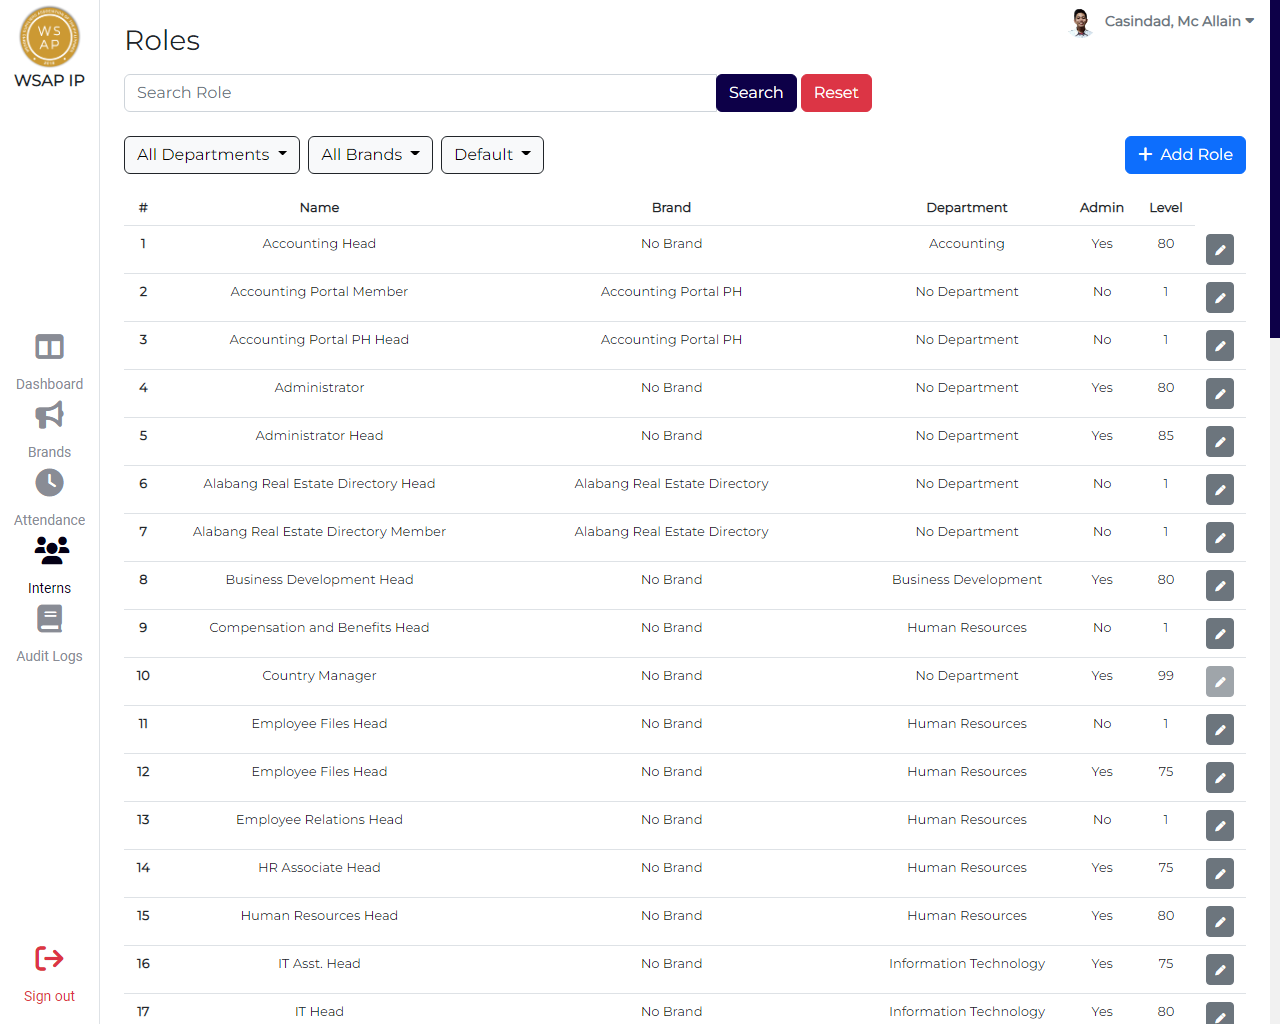 WS
AP
WSAP IP
Casindad, Mc Allain
Roles
Search Role
Search
Reset
All Departments
All Brands
Default
+ Add Role
# Name Brand Department Admin Level
1 Accounting Head No Brand Accounting Yes 80
2 Accounting Portal Member Accounting Portal PH No Department No 1
3 Accounting Portal PH Head Accounting Portal PH No Department No 1
4 Administrator No Brand No Department Yes 80
5 Administrator Head No Brand No Department Yes 85
6 Alabang Real Estate Directory Head Alabang Real Estate Directory No Department No 1
7 Alabang Real Estate Directory Member Alabang Real Estate Directory No Department No 1
8 Business Development Head No Brand Business Development Yes 80
9 Compensation and Benefits Head No Brand Human Resources No 1
10 Country Manager No Brand No Department Yes 99
11 Employee Files Head No Brand Human Resources No 1
12 Employee Files Head No Brand Human Resources Yes 75
13 Employee Relations Head No Brand Human Resources No 1
14 HR Associate Head No Brand Human Resources Yes 75
15 Human Resources Head No Brand Human Resources Yes 80
16 IT Asst. Head No Brand Information Technology Yes 75
17 IT Head No Brand Information Technology Yes 80
Dashboard
Brands
Attendance
Interns
Audit Logs
Sign out